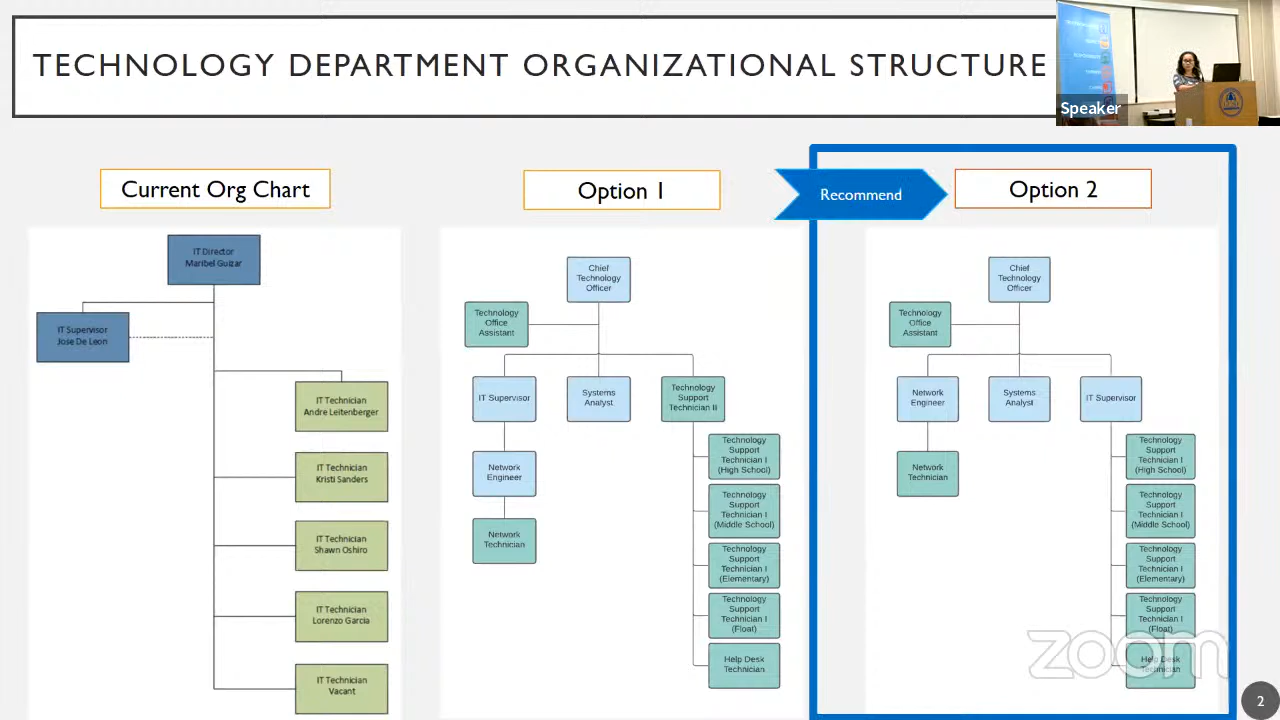 TECHNOLOGY DEPARTMENT ORGANIZATIONAL STRUCTURE
Speaker
Current Org Chart
IT Director
Maribel Guizar
IT Supervisor
Jose De Leon
IT Technician
Andre Leitenberger
IT Technician
Kristi Sanders
IT Technician
Shawn Oshiro
IT Technician
Lorenzo Garcia
IT Technician
Vacant
Option 1
Chief
Technology
Officer
Technology
Office
Assistant
IT Supervisor
Systems
Analyst
Technology
Support
Technician II
Network
Engineer
Network
Technician
Technology
Support
Technician I
(High School)
Technology
Support
Technician I
(Middle School)
Technology
Support
Technician I
(Elementary)
Technology
Support
Technician I
(Float)
Help Desk
Technician
Recommend
Option 2
Chief
Technology
Officer
Technology
Office
Assistant
Network
Engineer
Systems
Analyst
IT Supervisor
Network
Technician
Technology
Support
Technician I
(High School)
Technology
Support
Technician I
(Middle School)
Technology
Support
Technician I
(Elementary)
Technology
Support
Technician I
(Float)
Help Desk
Technician
zoom
2